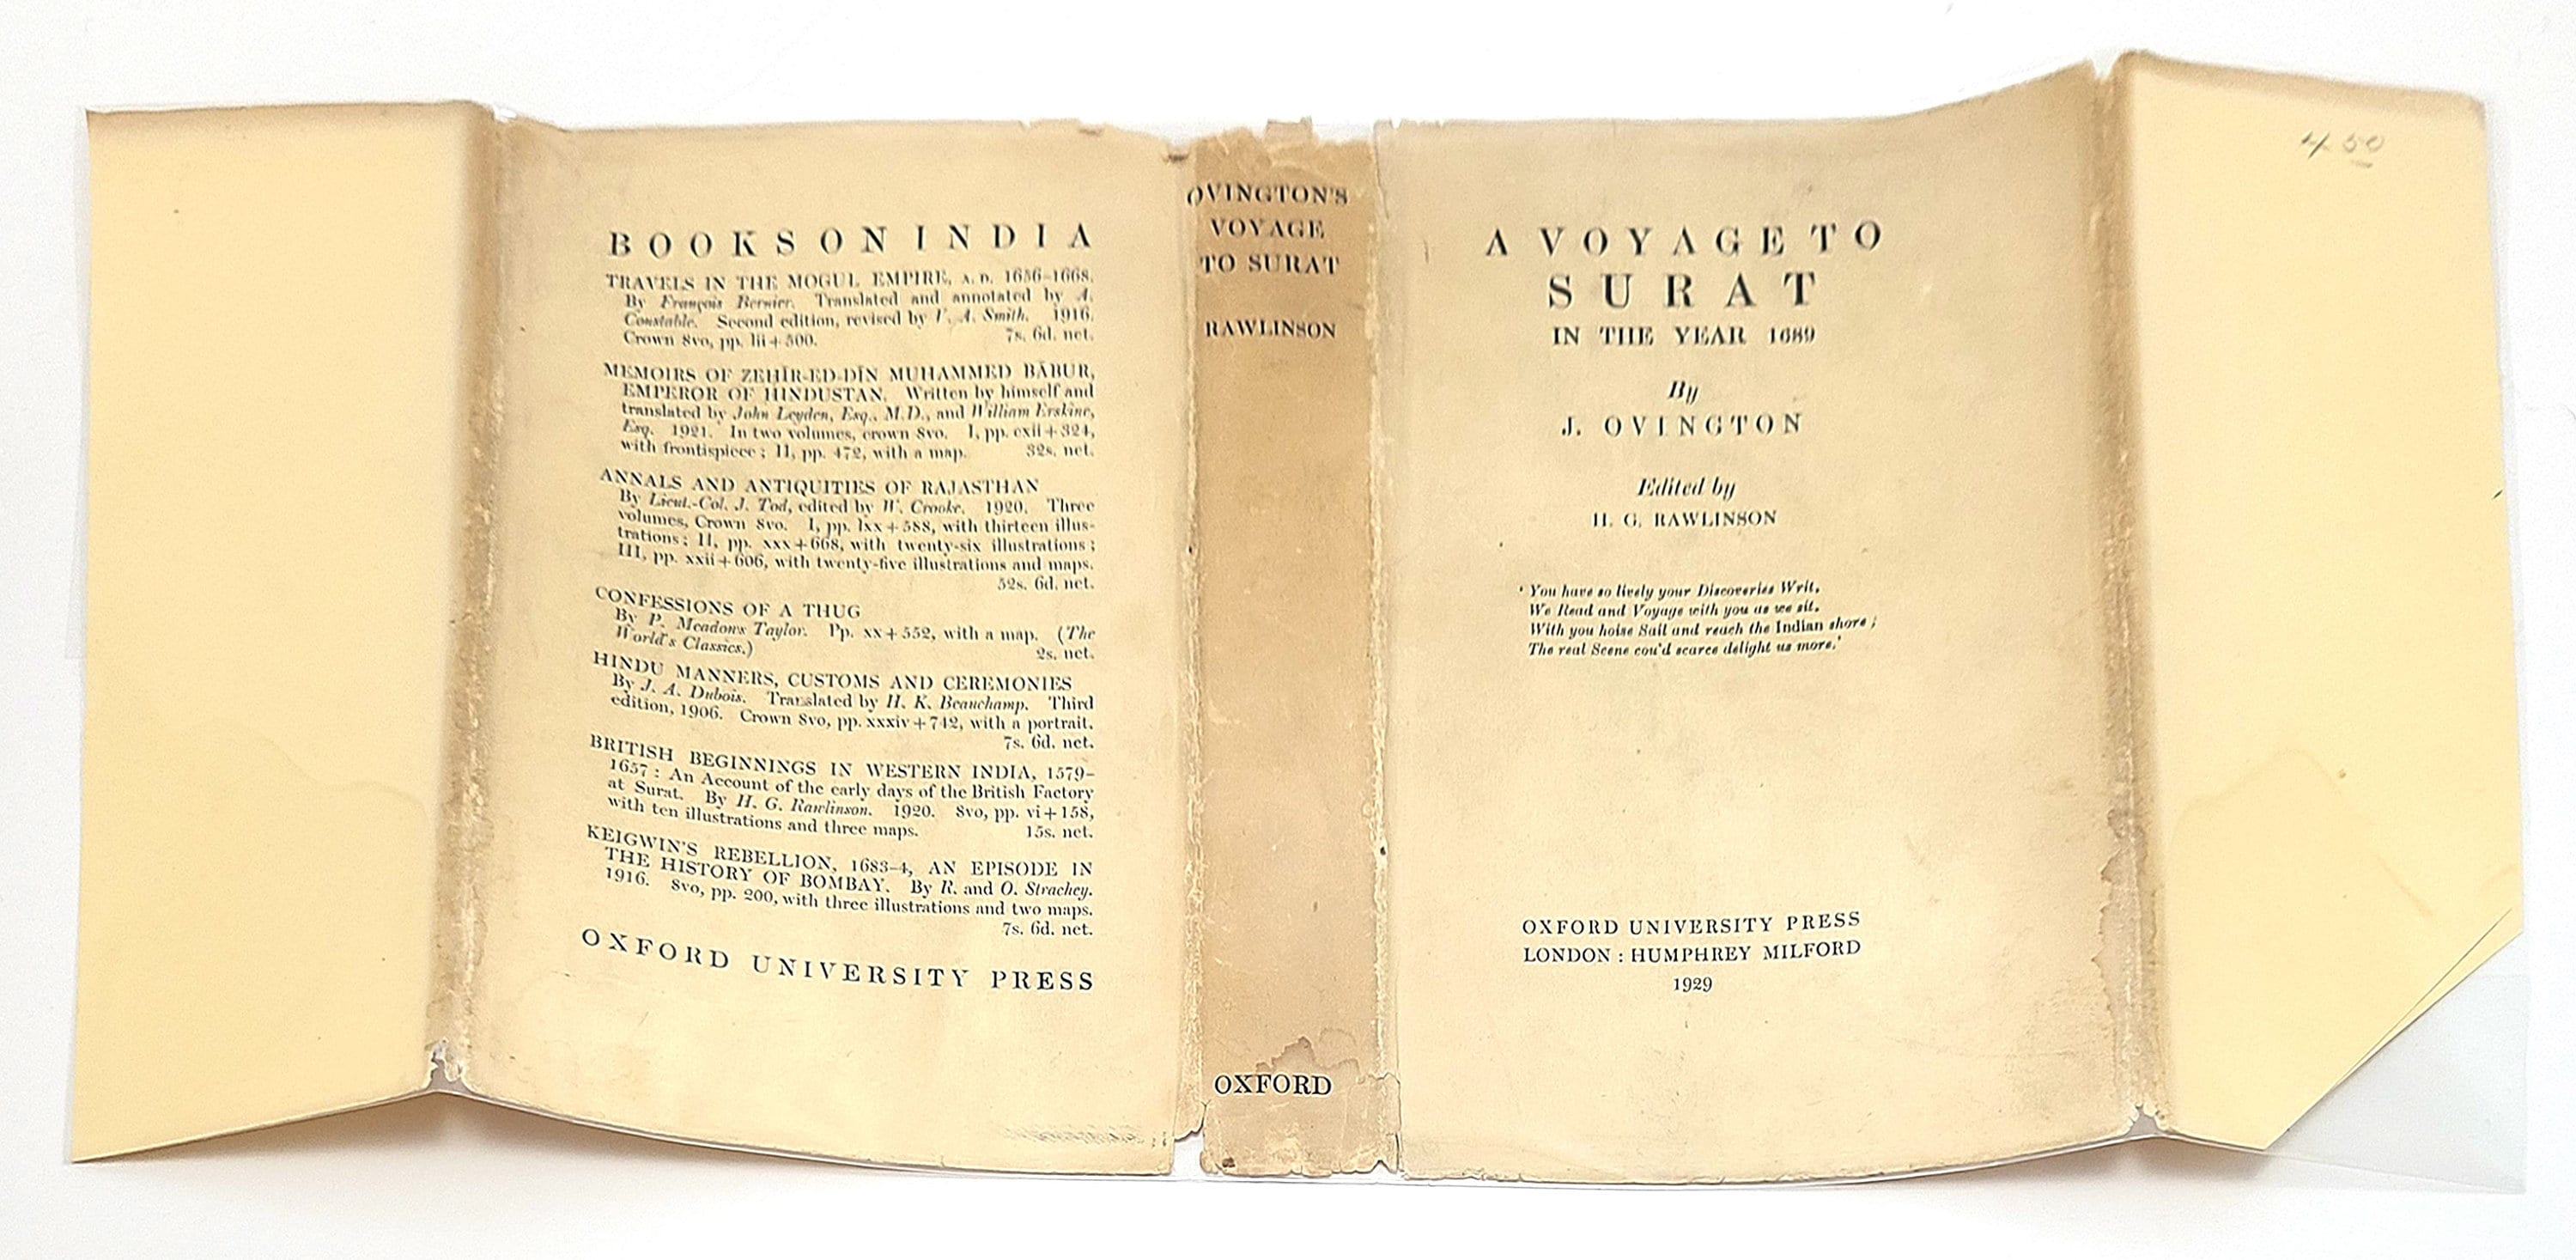 BOOKS ON INDIA
TRAVELS IN THE MOGUL EMPIRE, A.D. 1656-1668.
By François Bernier. Translated and annotated by A.
Constable. Second edition, revised by V. A. Smith. 1916.
Crown 8vo, pp. lii+500. 7s. 6d. net.
MEMOIRS OF ZEHĪR-ED-DĪN MUHAMMED BĀBUR,
EMPEROR OF HINDUSTAN. Written by himself and
translated by John Leyden, Esq., M.D., and William Erskine,
Esq. 1921. In two volumes, crown 8vo. I, pp. cxii+324,
with frontispiece; II, pp. 472, with a map. 32s. net.
ANNALS AND ANTIQUITIES OF RAJASTHAN
By Lieut.-Col. J. Tod, edited by W. Crooke. 1920. Three
volumes, Crown 8vo. I, pp. lxx+588, with thirteen illus-
trations; II, pp. xxx+668, with twenty-six illustrations;
III, pp. xxii+606, with twenty-five illustrations and maps.
52s. 6d. net.
CONFESSIONS OF A THUG
By P. Meadows Taylor. Pp. xx+552, with a map. (The
World's Classics.) 2s. net.
HINDU MANNERS, CUSTOMS AND CEREMONIES
By J. A. Dubois. Translated by H. K. Beauchamp. Third
edition, 1906. Crown 8vo, pp. xxxiv+742, with a portrait.
7s. 6d. net.
BRITISH BEGINNINGS IN WESTERN INDIA, 1579-
1657: An Account of the early days of the British Factory
at Surat. By H. G. Rawlinson. 1920. 8vo, pp. vi+158,
with ten illustrations and three maps. 15s. net.
KEIGWIN'S REBELLION, 1683-4, AN EPISODE IN
THE HISTORY OF BOMBAY. By R. and O. Strachey.
1916. 8vo, pp. 200, with three illustrations and two maps.
7s. 6d. net.
OXFORD UNIVERSITY PRESS
OVINGTON'S
VOYAGE
TO SURAT
RAWLINSON
OXFORD
A VOYAGE TO
SURAT
IN THE YEAR 1689
By
J. OVINGTON
Edited by
H. G. RAWLINSON
'You have so lively your Discoveries Writ,
We Read and Voyage with you as we sit.
With you hoise Sail and reach the Indian shore;
The real Scene cou'd scarce delight us more.'
OXFORD UNIVERSITY PRESS
LONDON: HUMPHREY MILFORD
1929
4 50